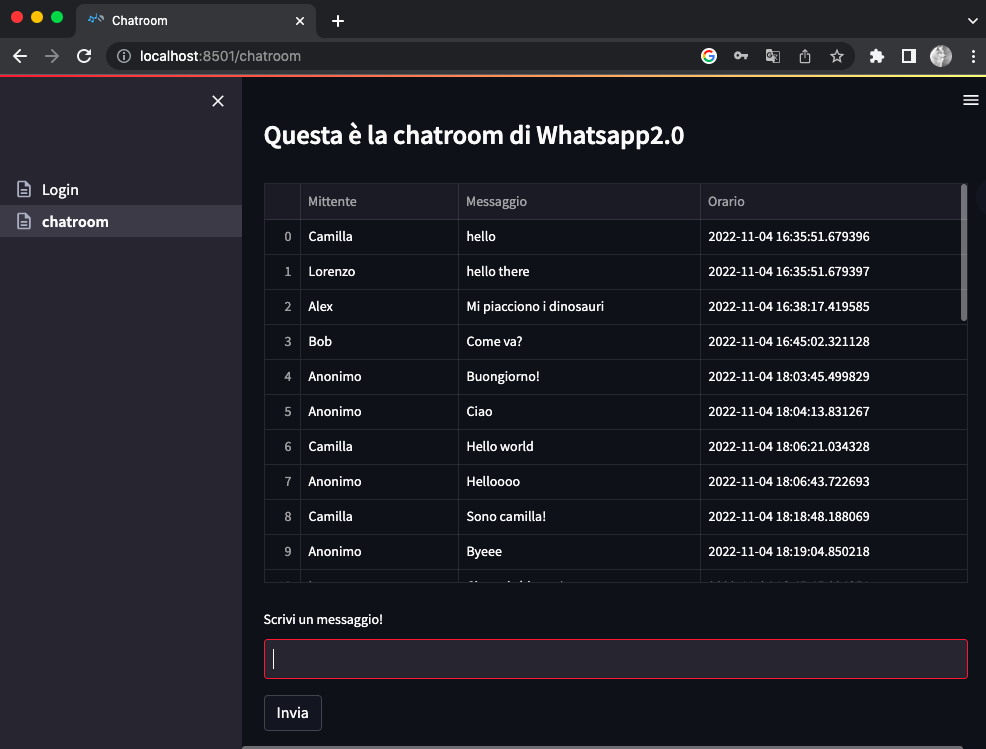 Chatroom
localhost:8501/chatroom
Login
chatroom
Questa è la chatroom di Whatsapp2.0
Mittente Messaggio Orario
0 Camilla hello 2022-11-04 16:35:51.679396
1 Lorenzo hello there 2022-11-04 16:35:51.679397
2 Alex Mi piacciono i dinosauri 2022-11-04 16:38:17.419585
3 Bob Come va? 2022-11-04 16:45:02.321128
4 Anonimo Buongiorno! 2022-11-04 18:03:45.499829
5 Anonimo Ciao 2022-11-04 18:04:13.831267
6 Camilla Hello world 2022-11-04 18:06:21.034328
7 Anonimo Helloooo 2022-11-04 18:06:43.722693
8 Camilla Sono camilla! 2022-11-04 18:18:48.188069
9 Anonimo Byeee 2022-11-04 18:19:04.850218
Scrivi un messaggio!
Invia